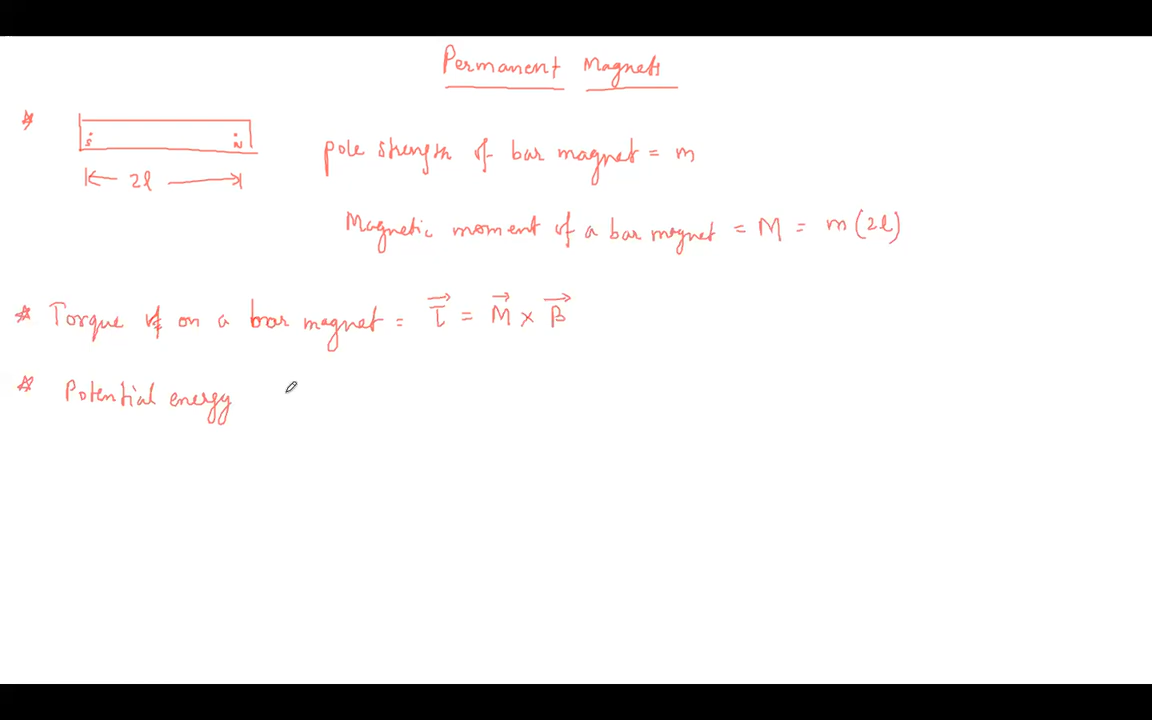 Permanent Magnets
S N
2l
pole strength of bar magnet = m
Magnetic moment of a bar magnet = M = m(2l)
Torque on a bar magnet = τ⃗ = M⃗ × B⃗
Potential energy